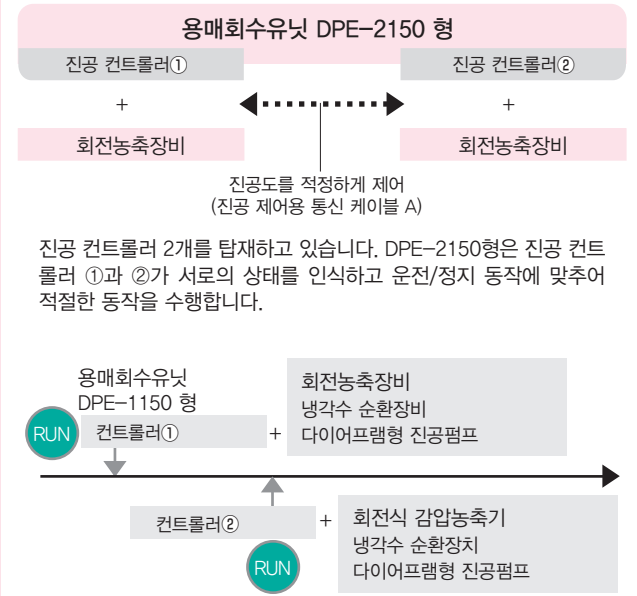 용매회수유닛 DPE-2150 형
진공 컨트롤러①
진공 컨트롤러②
+
+
회전농축장비
회전농축장비
진공도를 적정하게 제어
(진공 제어용 통신 케이블 A)
진공 컨트롤러 2개를 탑재하고 있습니다. DPE-2150형은 진공 컨트
롤러 ①과 ②가 서로의 상태를 인식하고 운전/정지 동작에 맞추어
적절한 동작을 수행합니다.
용매회수유닛
DPE-1150 형
RUN
컨트롤러①
+
회전농축장비
냉각수 순환장비
다이어프램형 진공펌프
컨트롤러②
RUN
+
회전식 감압농축기
냉각수 순환장치
다이어프램형 진공펌프